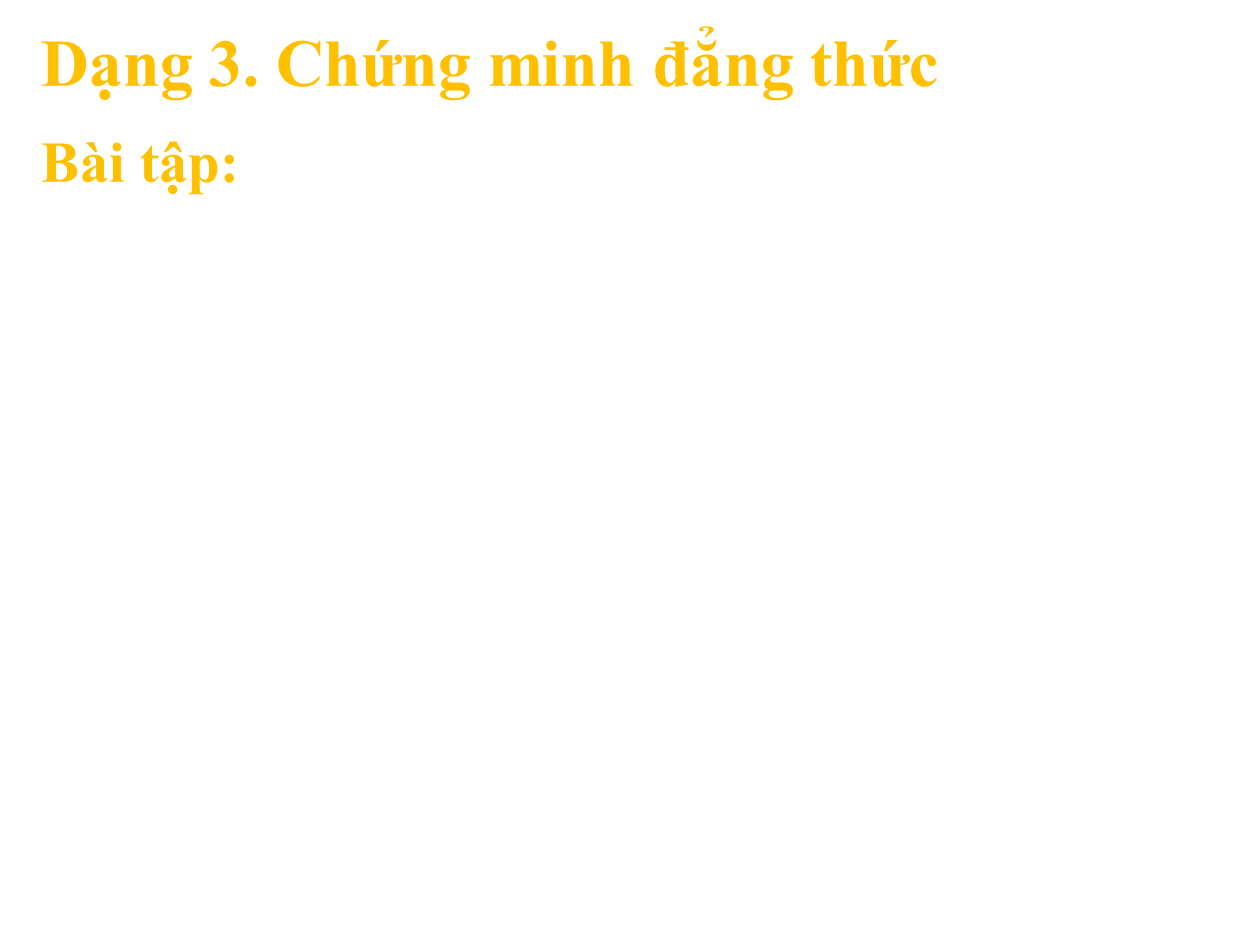 Dạng 3. Chứng minh đẳng thức
Bài tập: